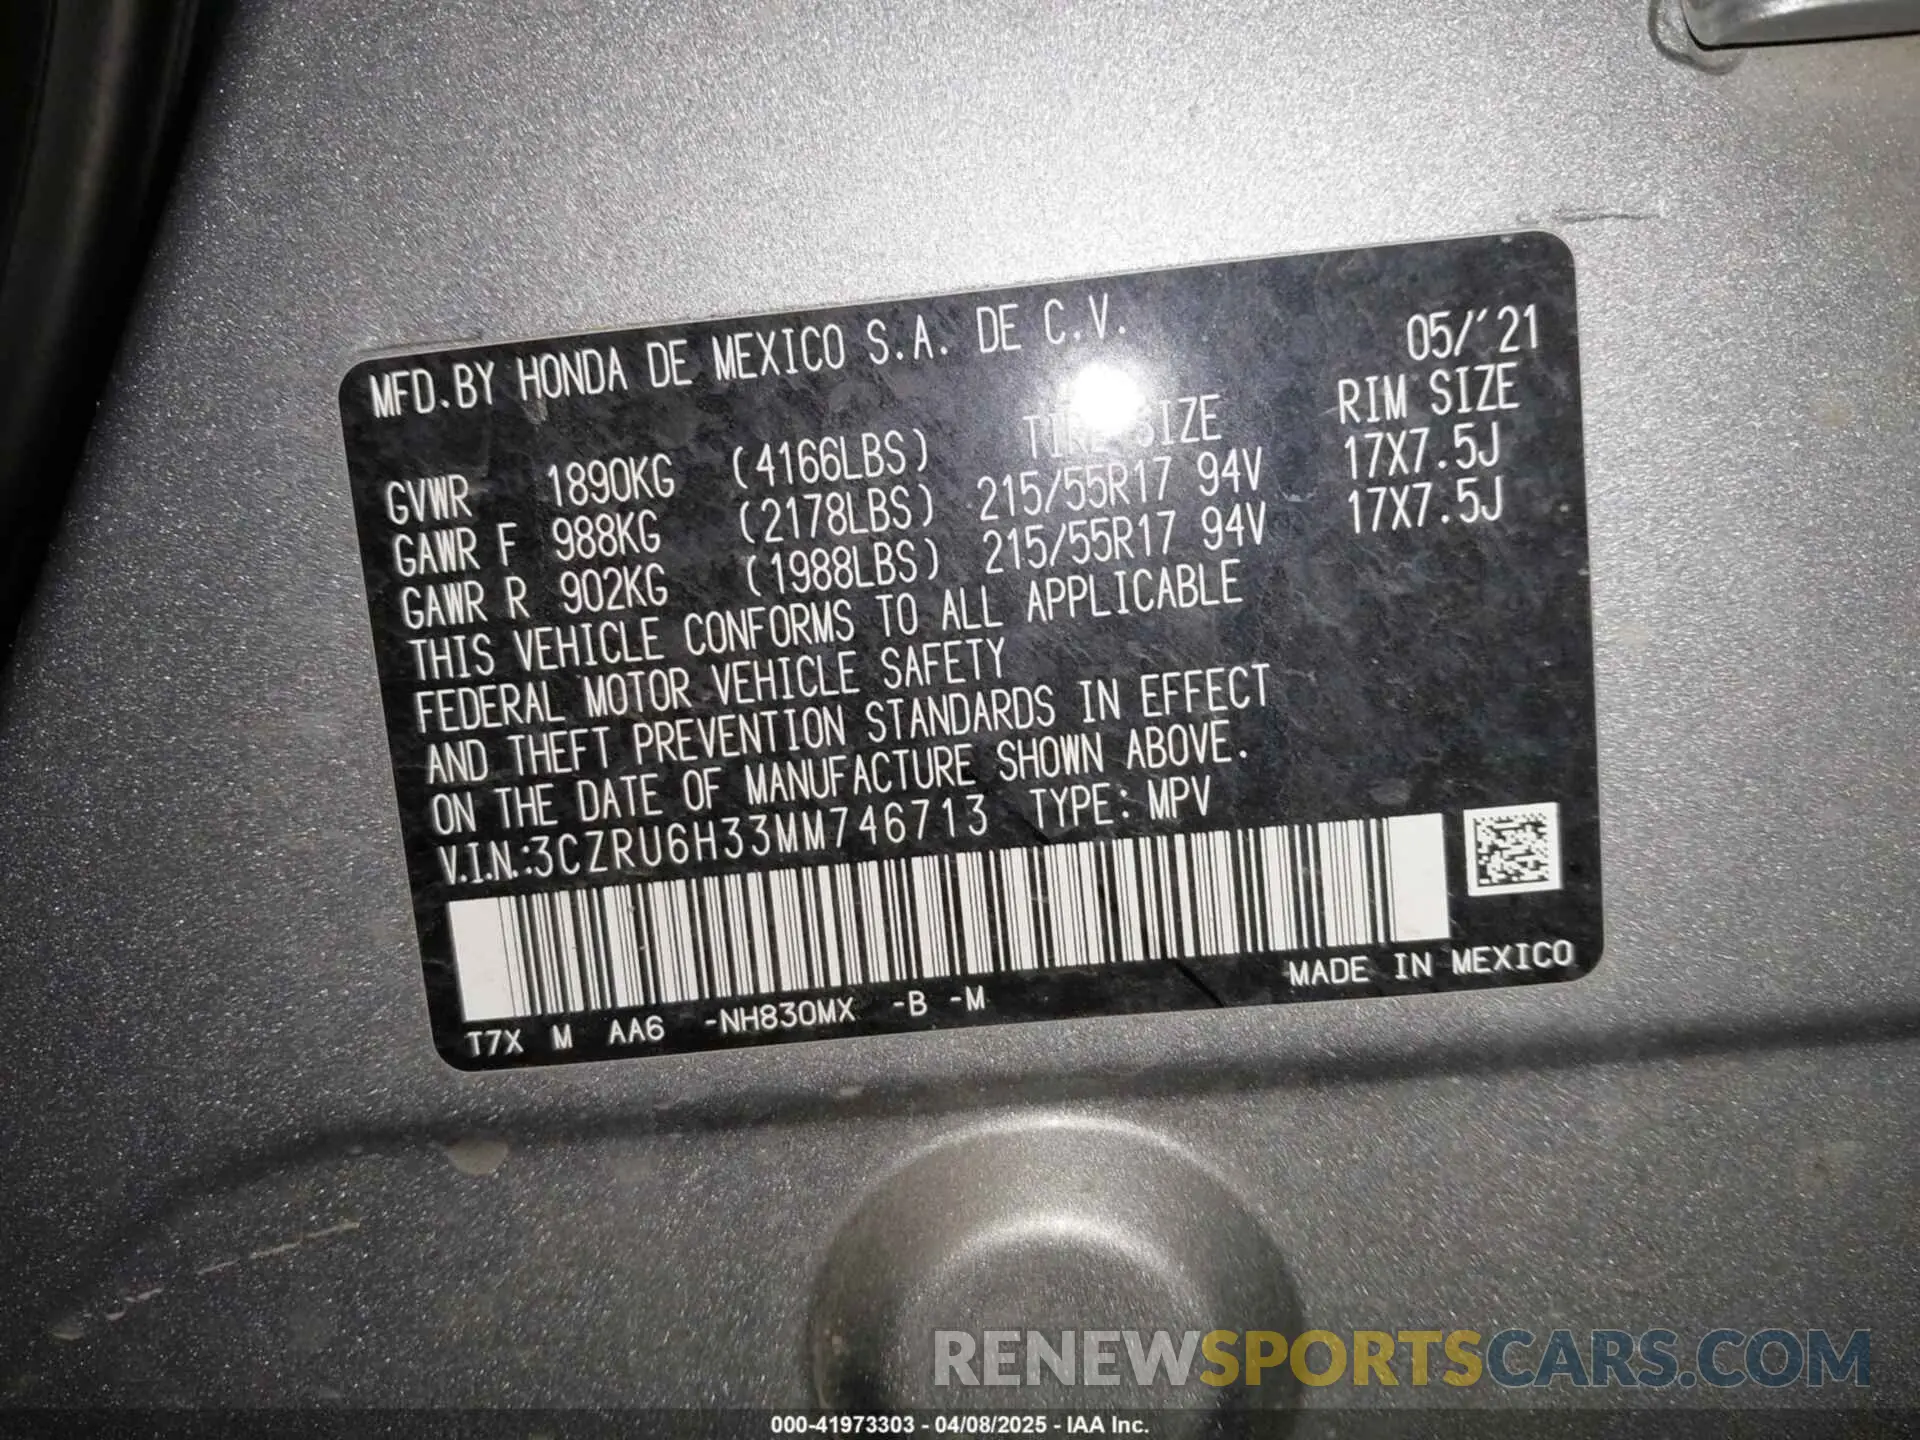 MFD.BY HONDA DE MEXICO S.A. DE C.V. 05/'21
TIRE SIZE RIM SIZE
GVWR 1890KG (4166LBS)
GAWR F 988KG (2178LBS) 215/55R17 94V 17X7.5J
GAWR R 902KG (1988LBS) 215/55R17 94V 17X7.5J
THIS VEHICLE CONFORMS TO ALL APPLICABLE
FEDERAL MOTOR VEHICLE SAFETY
AND THEFT PREVENTION STANDARDS IN EFFECT
ON THE DATE OF MANUFACTURE SHOWN ABOVE.
V.I.N.:3CZRU6H33MM746713 TYPE: MPV
MADE IN MEXICO
T7X M AA6 -NH830MX -B -M
RENEWSPORTSCARS.COM
000-41973303 - 04/08/2025 - IAA Inc.